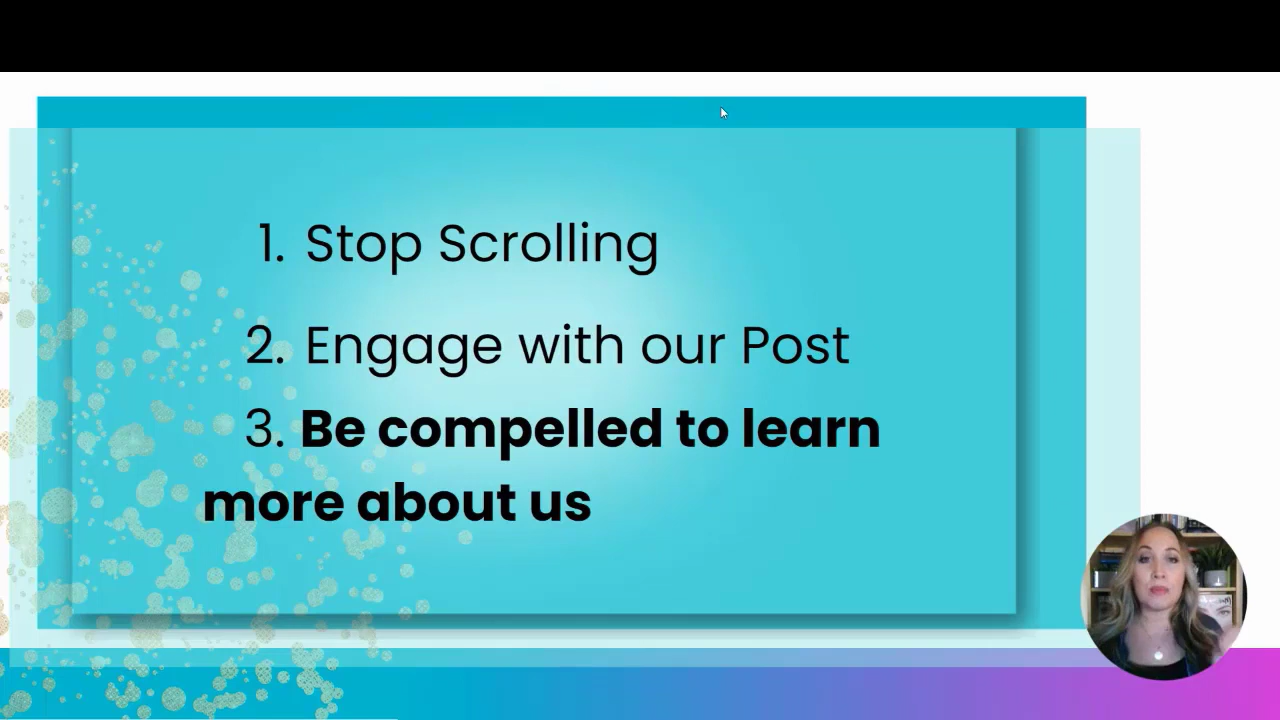 1. Stop Scrolling
2. Engage with our Post
3. Be compelled to learn
more about us